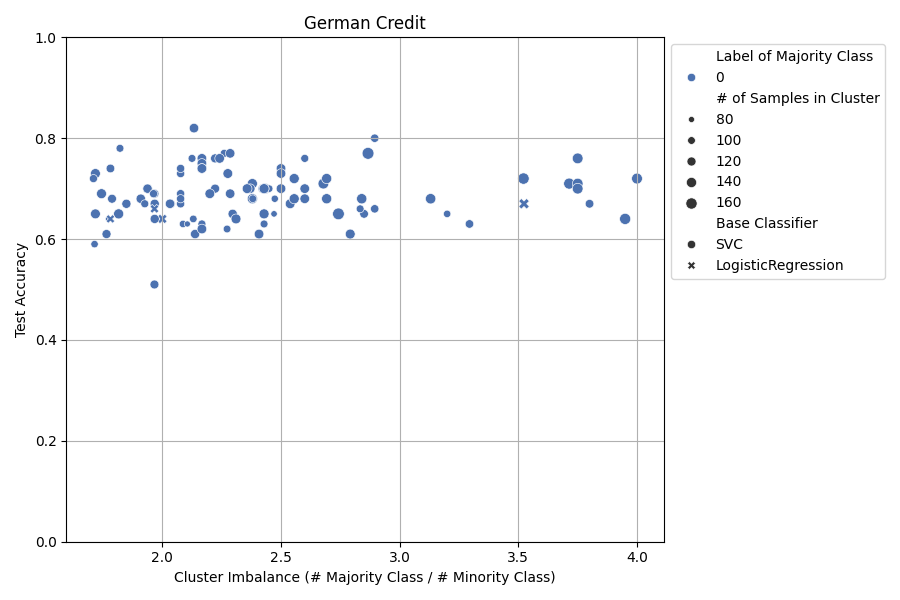 German Credit
1.0
0.8
0.6
0.4
0.2
0.0
Test Accuracy
2.0 2.5 3.0 3.5 4.0
Cluster Imbalance (# Majority Class / # Minority Class)
Label of Majority Class
0
# of Samples in Cluster
80
100
120
140
160
Base Classifier
SVC
LogisticRegression